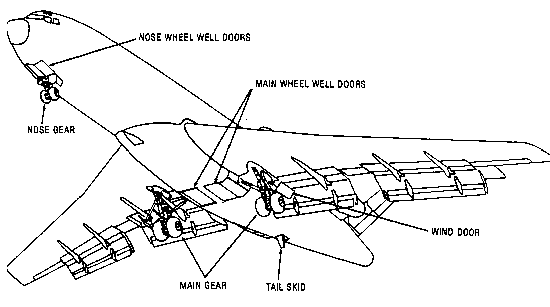 NOSE WHEEL WELL DOORS
MAIN WHEEL WELL DOORS
NOSE GEAR
WIND DOOR
MAIN GEAR
TAIL SKID